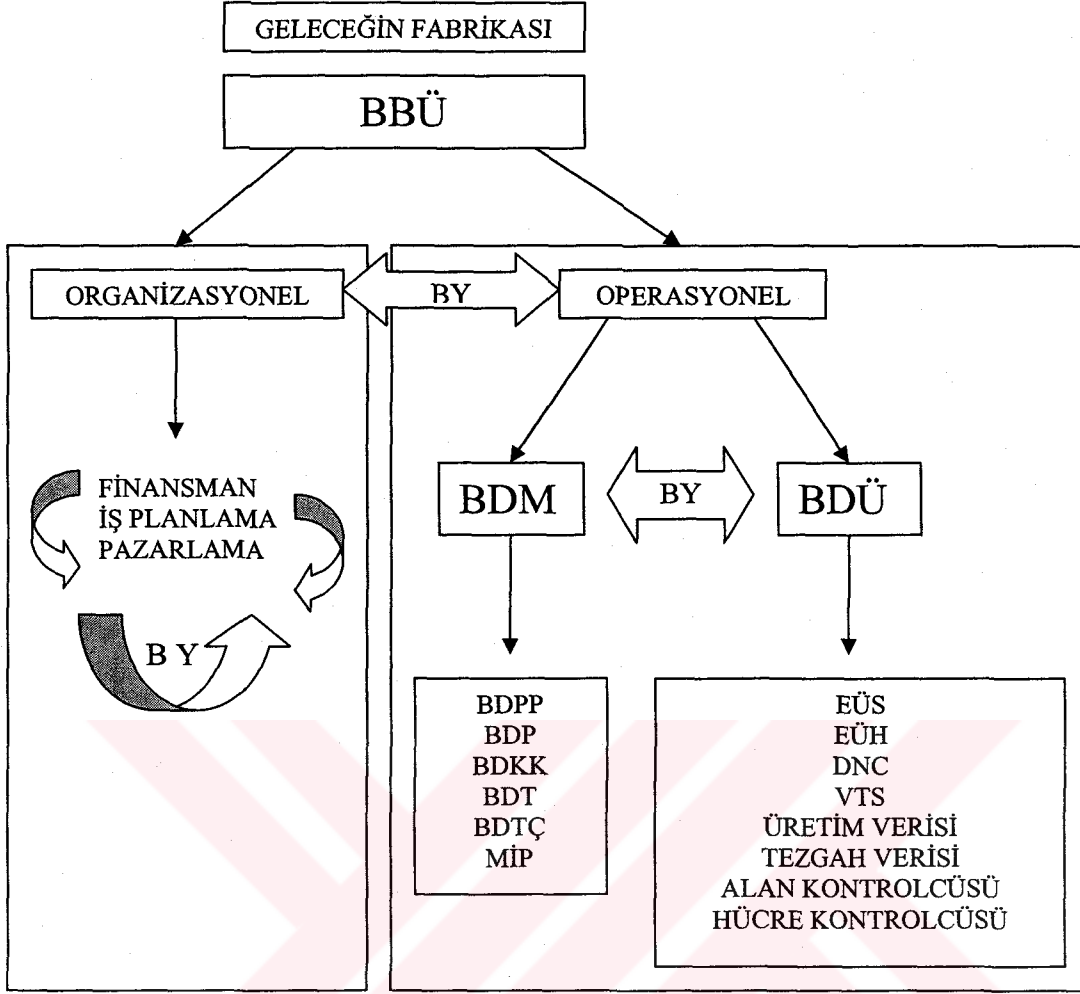 GELECEĞİN FABRİKASI
BBÜ
ORGANİZASYONEL
BY
OPERASYONEL
FİNANSMAN
İŞ PLANLAMA
PAZARLAMA
B Y
BDM
BY
BDÜ
BDPP
BDP
BDKK
BDT
BDTÇ
MİP
EÜS
EÜH
DNC
VTS
ÜRETİM VERİSİ
TEZGAH VERİSİ
ALAN KONTROLCÜSÜ
HÜCRE KONTROLCÜSÜ